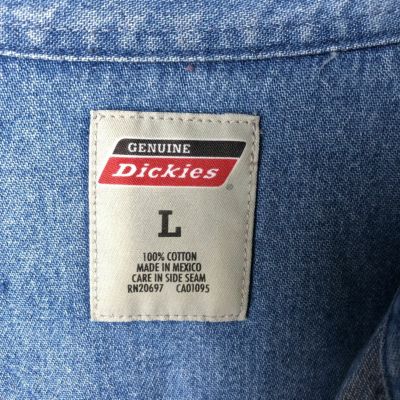 GENUINE
Dickies
®
L
100% COTTON
MADE IN MEXICO
CARE IN SIDE SEAM
RN20697 CA01095